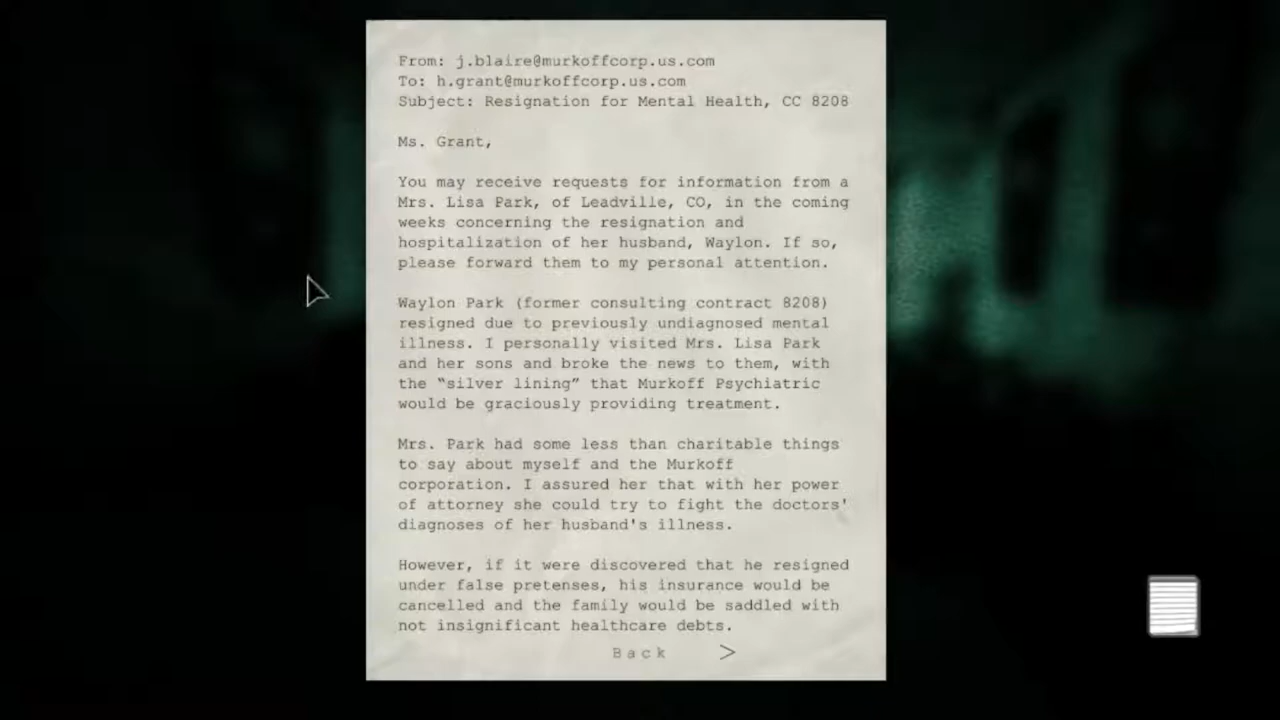 From: j.blaire@murkoffcorp.us.com
To: h.grant@murkoffcorp.us.com
Subject: Resignation for Mental Health, CC 8208
Ms. Grant,
You may receive requests for information from a
Mrs. Lisa Park, of Leadville, CO, in the coming
weeks concerning the resignation and
hospitalization of her husband, Waylon. If so,
please forward them to my personal attention.
Waylon Park (former consulting contract 8208)
resigned due to previously undiagnosed mental
illness. I personally visited Mrs. Lisa Park
and her sons and broke the news to them, with
the “silver lining” that Murkoff Psychiatric
would be graciously providing treatment.
Mrs. Park had some less than charitable things
to say about myself and the Murkoff
corporation. I assured her that with her power
of attorney she could try to fight the doctors'
diagnoses of her husband's illness.
However, if it were discovered that he resigned
under false pretenses, his insurance would be
cancelled and the family would be saddled with
not insignificant healthcare debts.
Back >